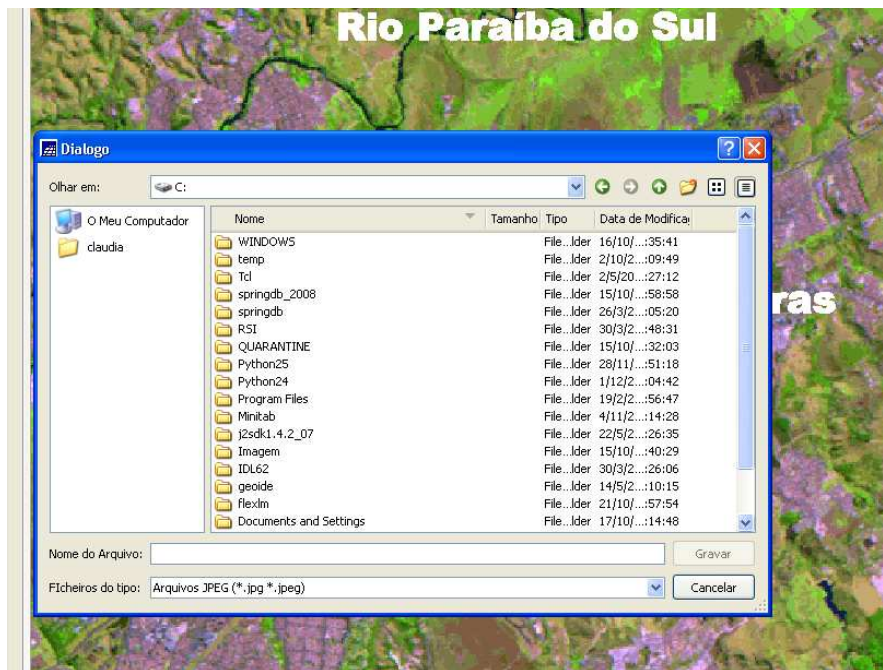 Rio Paraíba do Sul
Dialogo
Olhar em: C:
O Meu Computador
claudia
Nome Tamanho Tipo Data de Modificaç
WINDOWS File...lder 16/10/...:35:41
temp File...lder 2/10/2...:09:49
Tcl File...lder 2/5/20...:27:12
springdb_2008 File...lder 15/10/...:58:58
springdb File...lder 26/3/2...:05:20
RSI File...lder 30/3/2...:48:31
QUARANTINE File...lder 15/10/...:32:03
Python25 File...lder 28/11/...:51:18
Python24 File...lder 1/12/2...:04:42
Program Files File...lder 19/2/2...:56:47
Minitab File...lder 4/11/2...:14:28
j2sdk1.4.2_07 File...lder 22/5/2...:26:35
Imagem File...lder 15/10/...:40:29
IDL62 File...lder 30/3/2...:26:06
geoide File...lder 14/5/2...:10:15
flexlm File...lder 21/10/...:57:54
Documents and Settings File...lder 17/10/...:14:48
ras
Nome do Arquivo: Gravar
FIcheiros do tipo: Arquivos JPEG (*.jpg *.jpeg) Cancelar